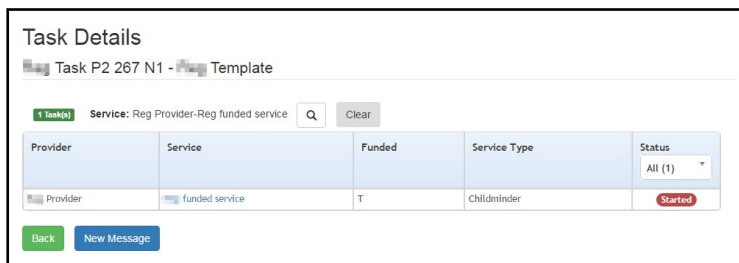 Task Details
Task P2 267 N1 - Template
1 Task(s) Service: Reg Provider-Reg funded service Clear
Provider Service Funded Service Type Status
All (1)
Provider funded service T Childminder Started
Back New Message